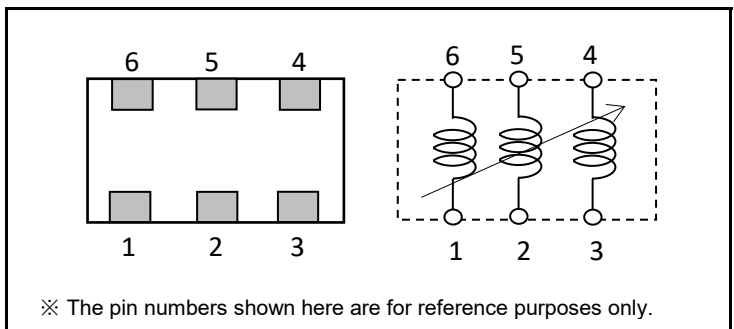 6 5 4 6 5 4
1 2 3 1 2 3
※ The pin numbers shown here are for reference purposes only.